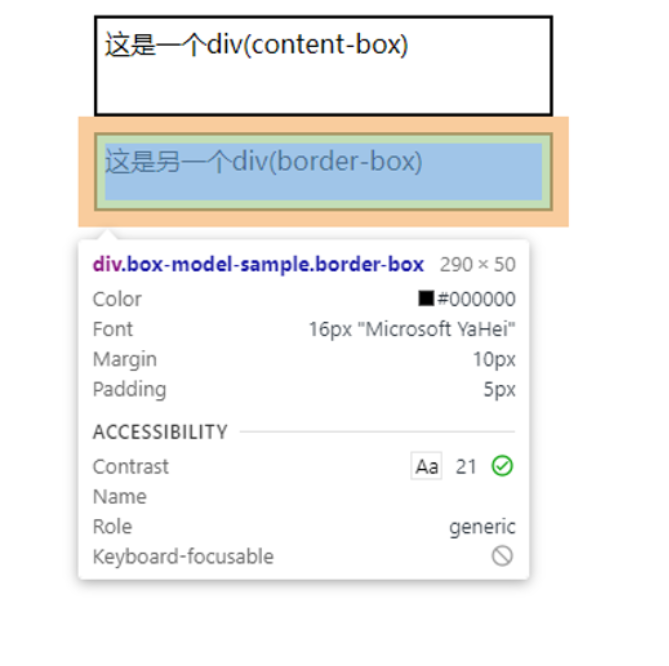 这是一个div(content-box)
这是另一个div(border-box)
div.box-model-sample.border-box 290 × 50
Color #000000
Font 16px "Microsoft YaHei"
Margin 10px
Padding 5px
ACCESSIBILITY
Contrast Aa 21
Name
Role generic
Keyboard-focusable